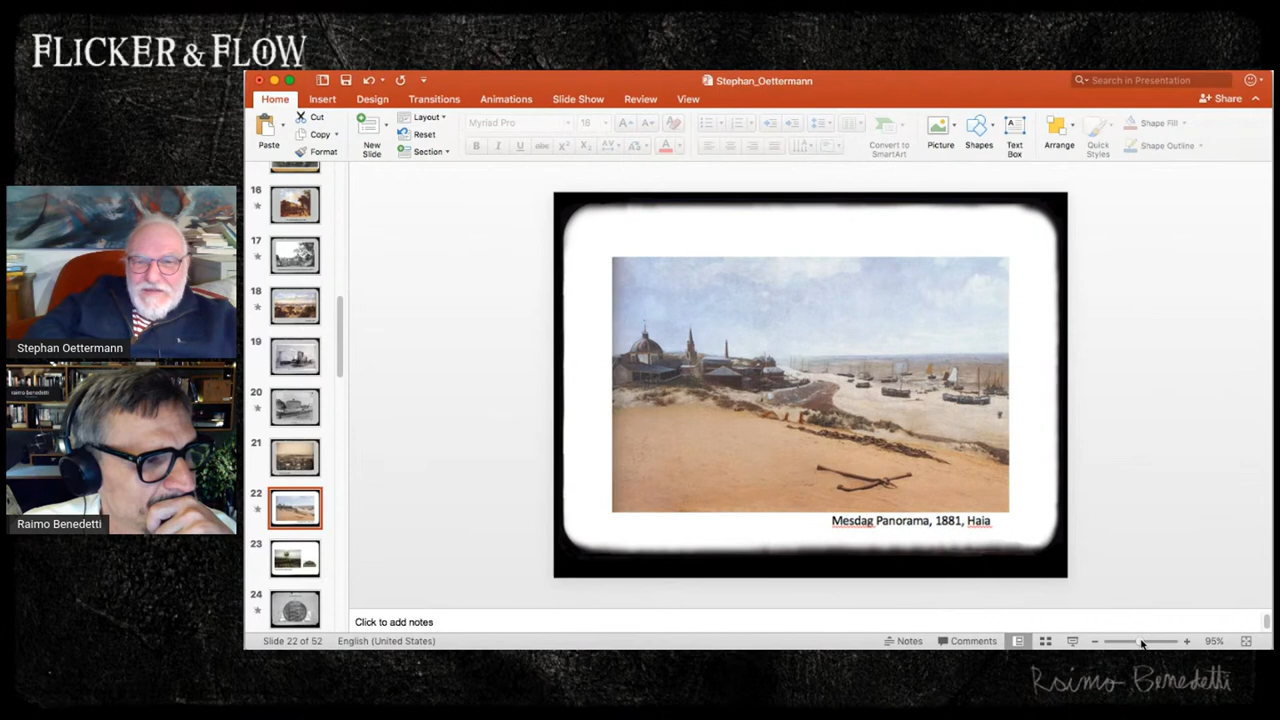 FLICKER & FLOW
Stephan_Oettermann
Search in Presentation
Home Insert Design Transitions Animations Slide Show Review View
Share
Paste
Cut
Copy
Format
New Slide
Layout
Reset
Section
Myriad Pro 16
Convert to SmartArt
Picture
Shapes
Text Box
Arrange
Quick Styles
Shape Fill
Shape Outline
16
17
18
19
20
21
22
23
24
Stephan Oettermann
raimo benedetti
Raimo Benedetti
Mesdag Panorama, 1881, Haia
Click to add notes
Slide 22 of 52 English (United States) Notes Comments 95%
Raimo Benedetti